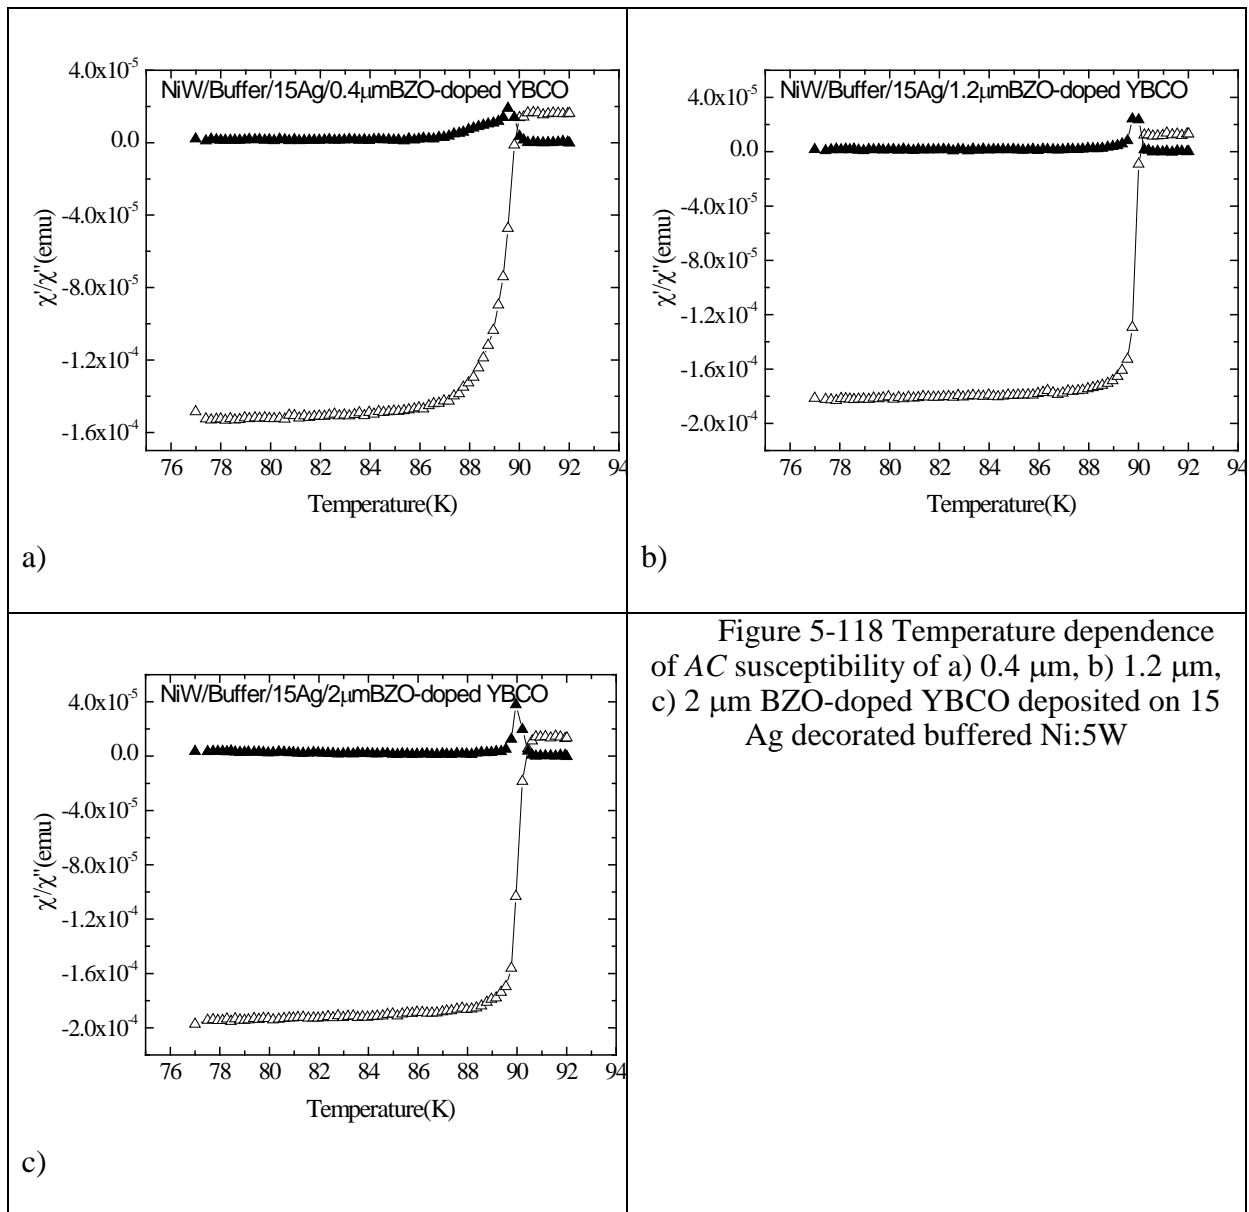 NiW/Buffer/15Ag/0.4μmBZO-doped YBCO
4.0x10⁻⁵
0.0
-4.0x10⁻⁵
-8.0x10⁻⁵
-1.2x10⁻⁴
-1.6x10⁻⁴
χ'/χ"(emu)
76 78 80 82 84 86 88 90 92 94
Temperature(K)
a)
NiW/Buffer/15Ag/1.2μmBZO-doped YBCO
4.0x10⁻⁵
0.0
-4.0x10⁻⁵
-8.0x10⁻⁵
-1.2x10⁻⁴
-1.6x10⁻⁴
-2.0x10⁻⁴
χ'/χ"(emu)
76 78 80 82 84 86 88 90 92 94
Temperature(K)
b)
NiW/Buffer/15Ag/2μmBZO-doped YBCO
4.0x10⁻⁵
0.0
-4.0x10⁻⁵
-8.0x10⁻⁵
-1.2x10⁻⁴
-1.6x10⁻⁴
-2.0x10⁻⁴
χ'/χ"(emu)
76 78 80 82 84 86 88 90 92 94
Temperature(K)
c)
Figure 5-118 Temperature dependence
of AC susceptibility of a) 0.4 μm, b) 1.2 μm,
c) 2 μm BZO-doped YBCO deposited on 15
Ag decorated buffered Ni:5W